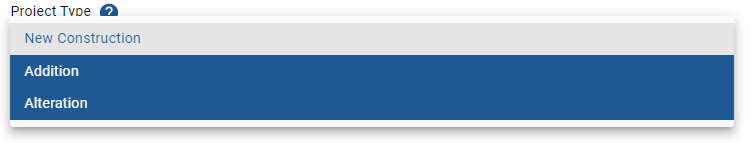 Project Type ?
New Construction
Addition
Alteration